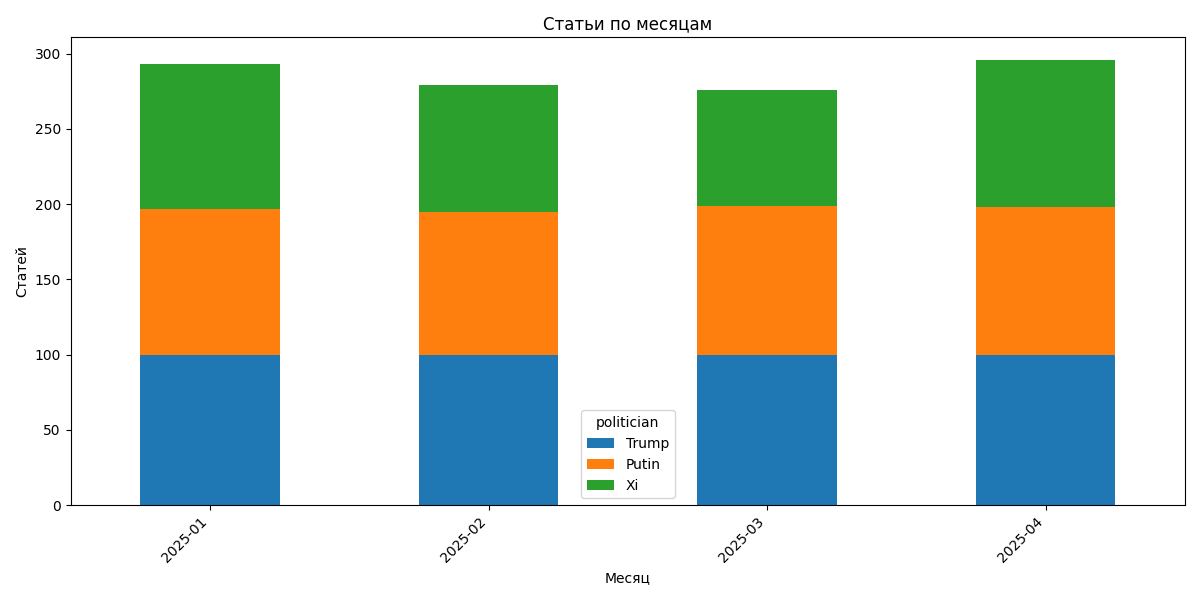 Статьи по месяцам
300
250
200
150
100
50
0
Статей
politician
Trump
Putin
Xi
2025-01
2025-02
2025-03
2025-04
Месяц